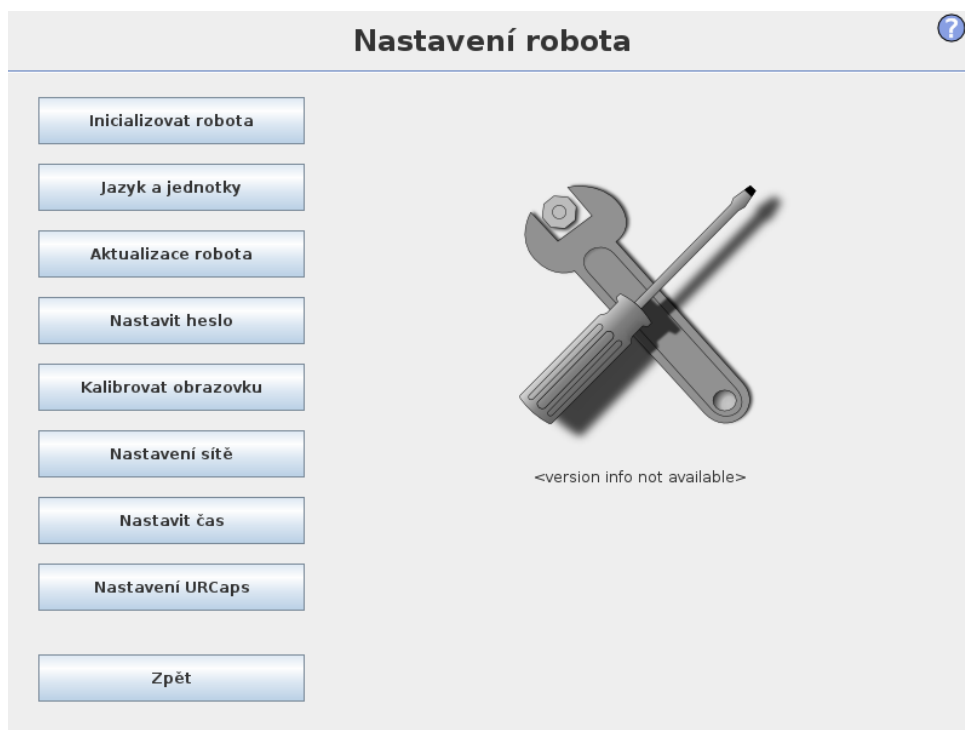 Nastavení robota
?
Inicializovat robota
Jazyk a jednotky
Aktualizace robota
Nastavit heslo
Kalibrovat obrazovku
Nastavení sítě
Nastavit čas
Nastavení URCaps
Zpět
<version info not available>